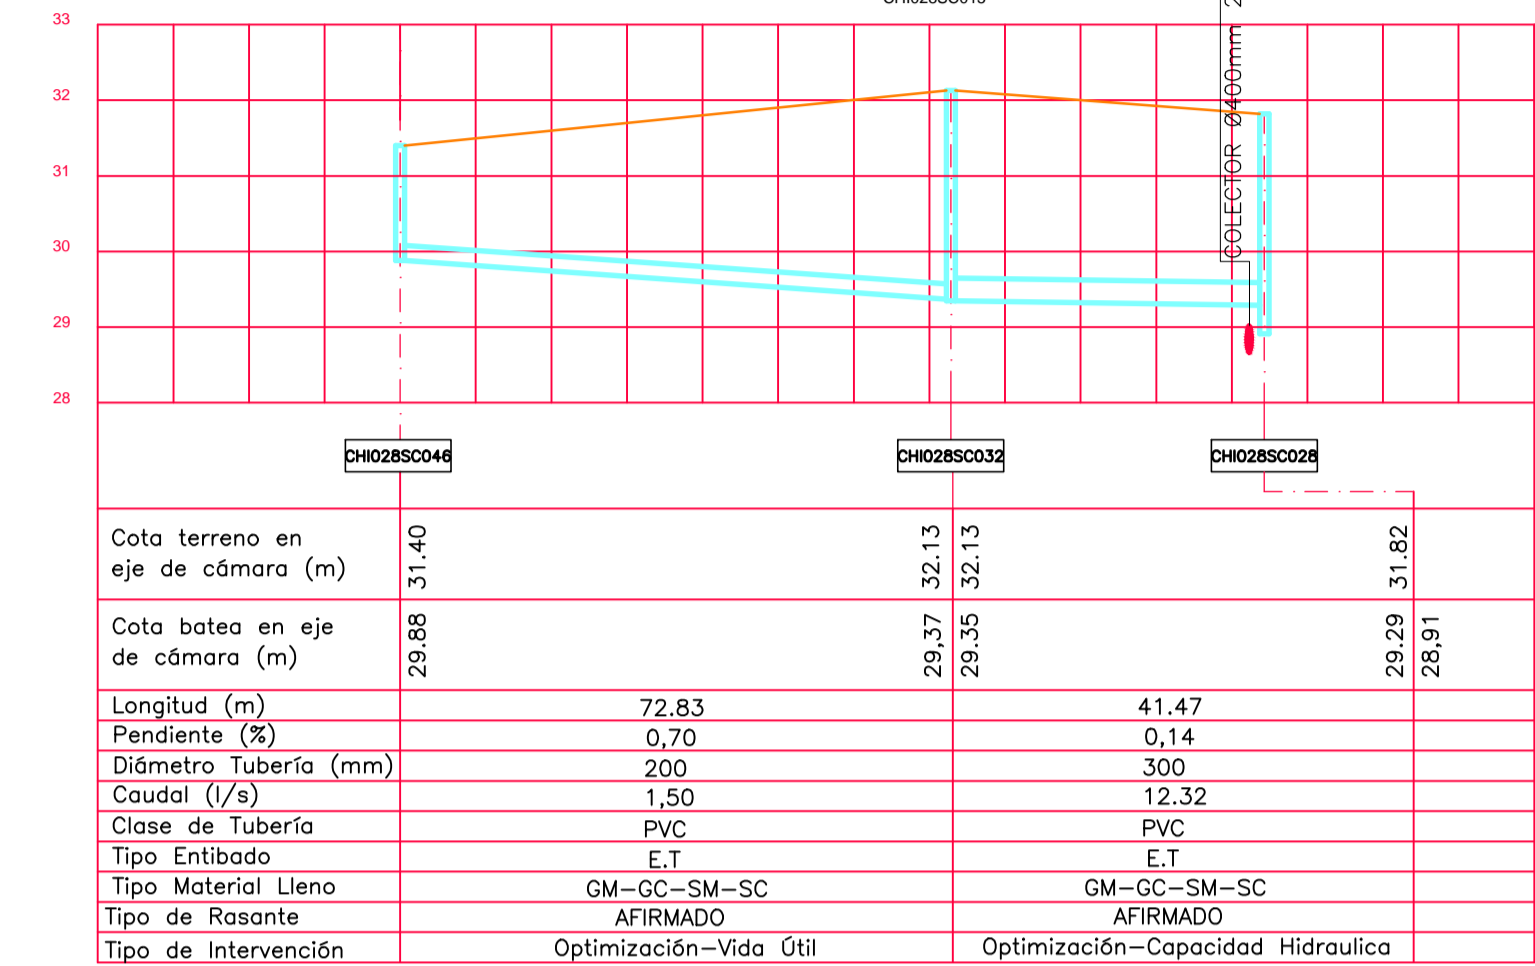 33
32
31
30
29
28
COLECTOR Ø400mm 2
CHI028SC046
CHI028SC032
CHI028SC028
Cota terreno en
eje de cámara (m)
31.40
32.13
32.13
31.82
Cota batea en eje
de cámara (m)
29.88
29,37
29.35
29.29
28,91
Longitud (m) 72.83 41.47
Pendiente (%) 0,70 0,14
Diámetro Tubería (mm) 200 300
Caudal (l/s) 1,50 12.32
Clase de Tubería PVC PVC
Tipo Entibado E.T E.T
Tipo Material Lleno GM-GC-SM-SC GM-GC-SM-SC
Tipo de Rasante AFIRMADO AFIRMADO
Tipo de Intervención Optimización-Vida Útil Optimización-Capacidad Hidraulica